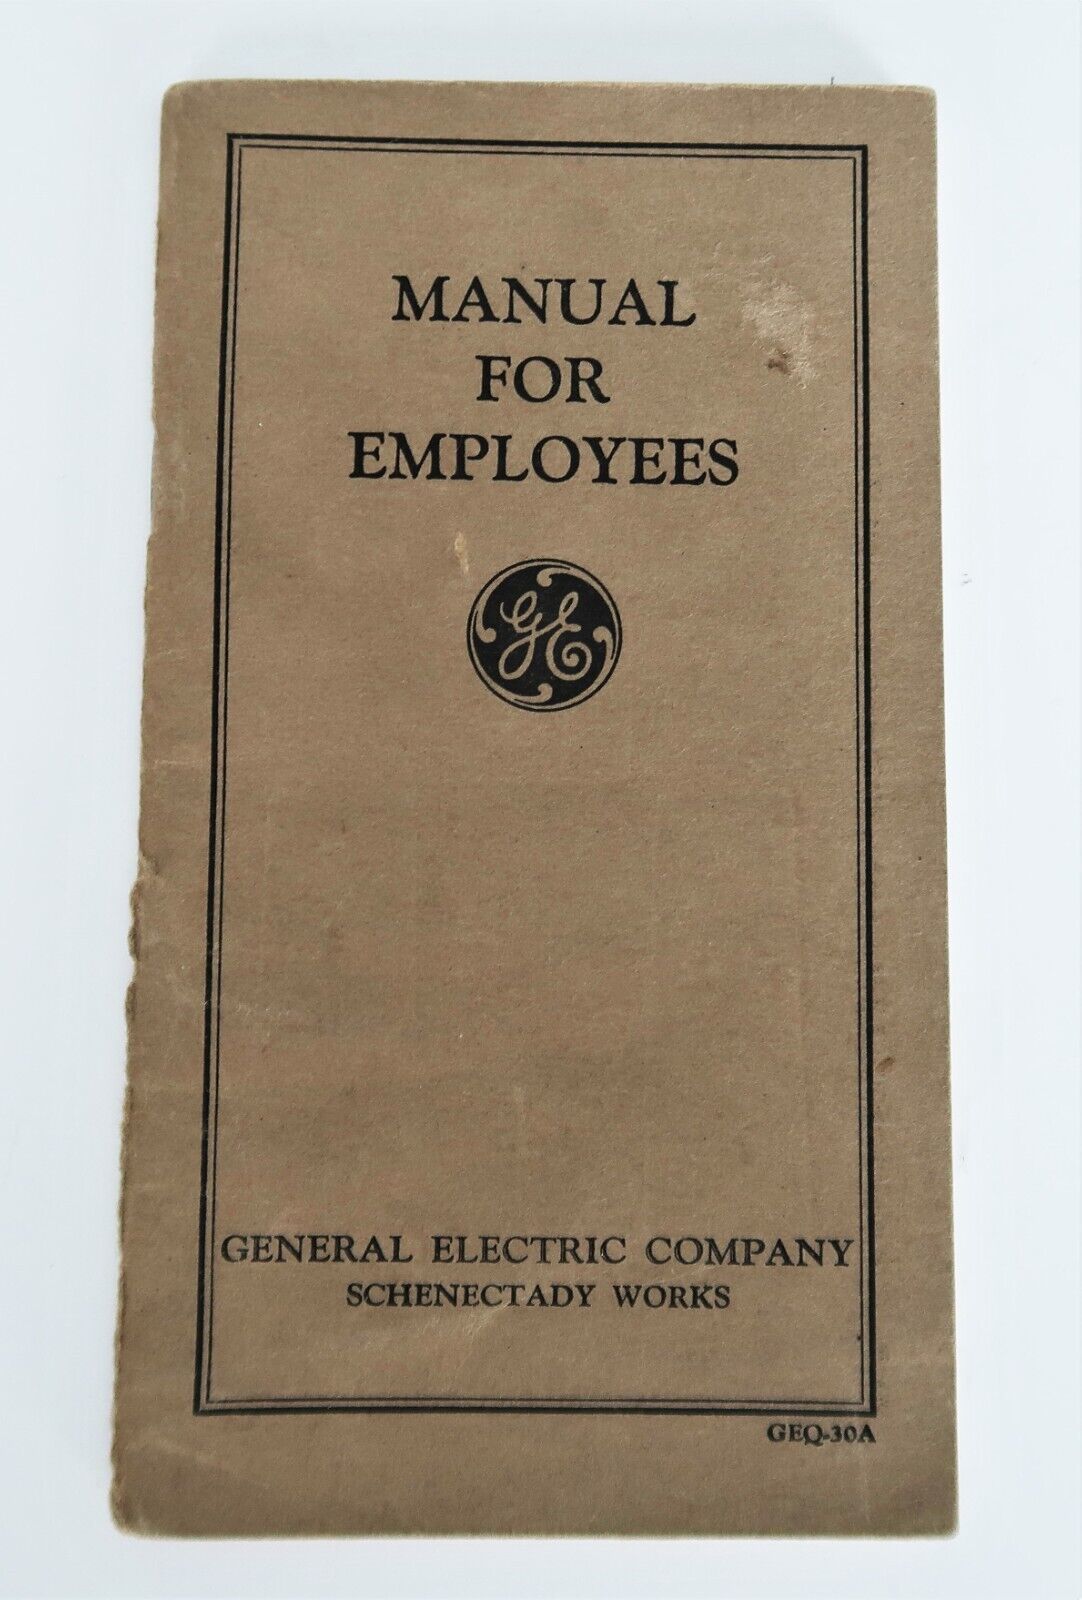 MANUAL
FOR
EMPLOYEES
GE
GENERAL ELECTRIC COMPANY
SCHENECTADY WORKS
GEQ-30A